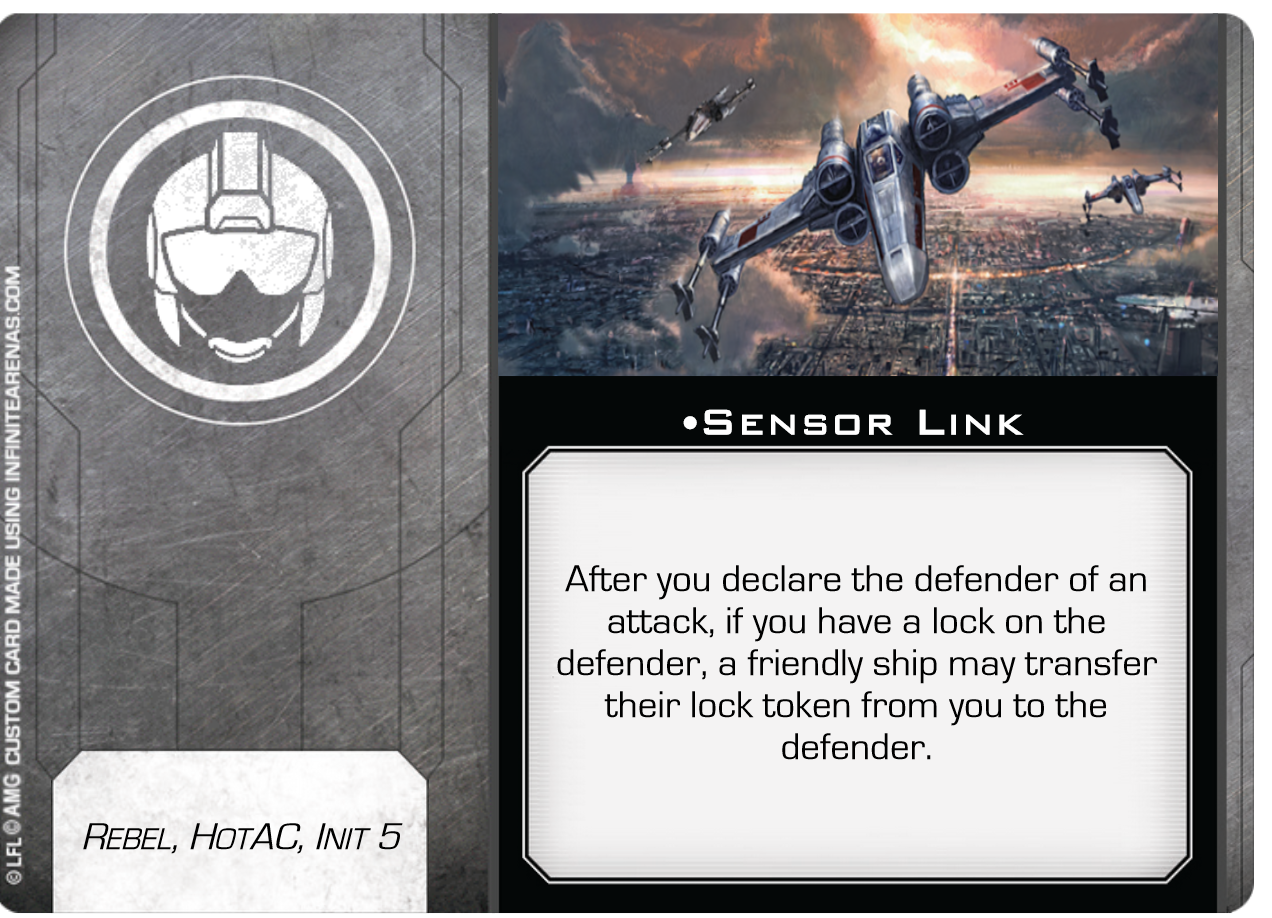 •Sensor Link
After you declare the defender of an
attack, if you have a lock on the
defender, a friendly ship may transfer
their lock token from you to the
defender.
Rebel, HotAC, Init 5
©LFL ©AMG CUSTOM CARD MADE USING INFINITEARENAS.COM